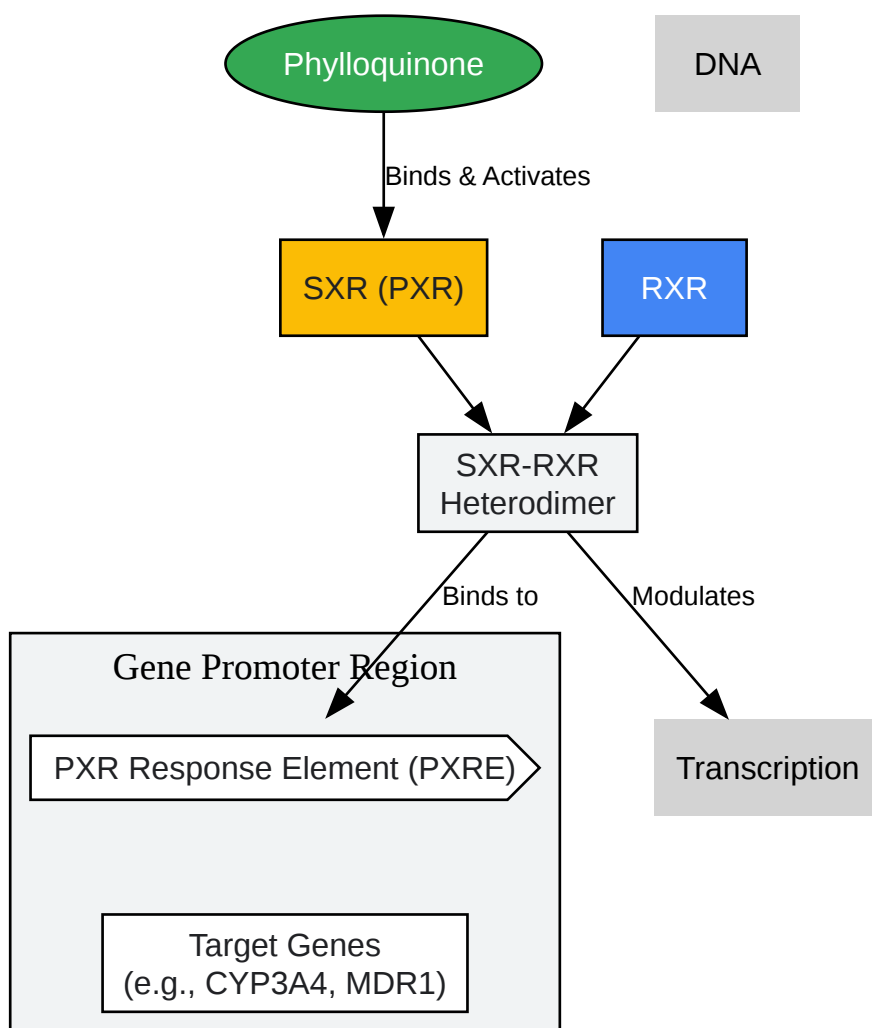 Phylloquinone
DNA
Binds & Activates
SXR (PXR)
RXR
SXR-RXR
Heterodimer
Binds to
Modulates
Gene Promoter Region
PXR Response Element (PXRE)
Transcription
Target Genes
(e.g., CYP3A4, MDR1)